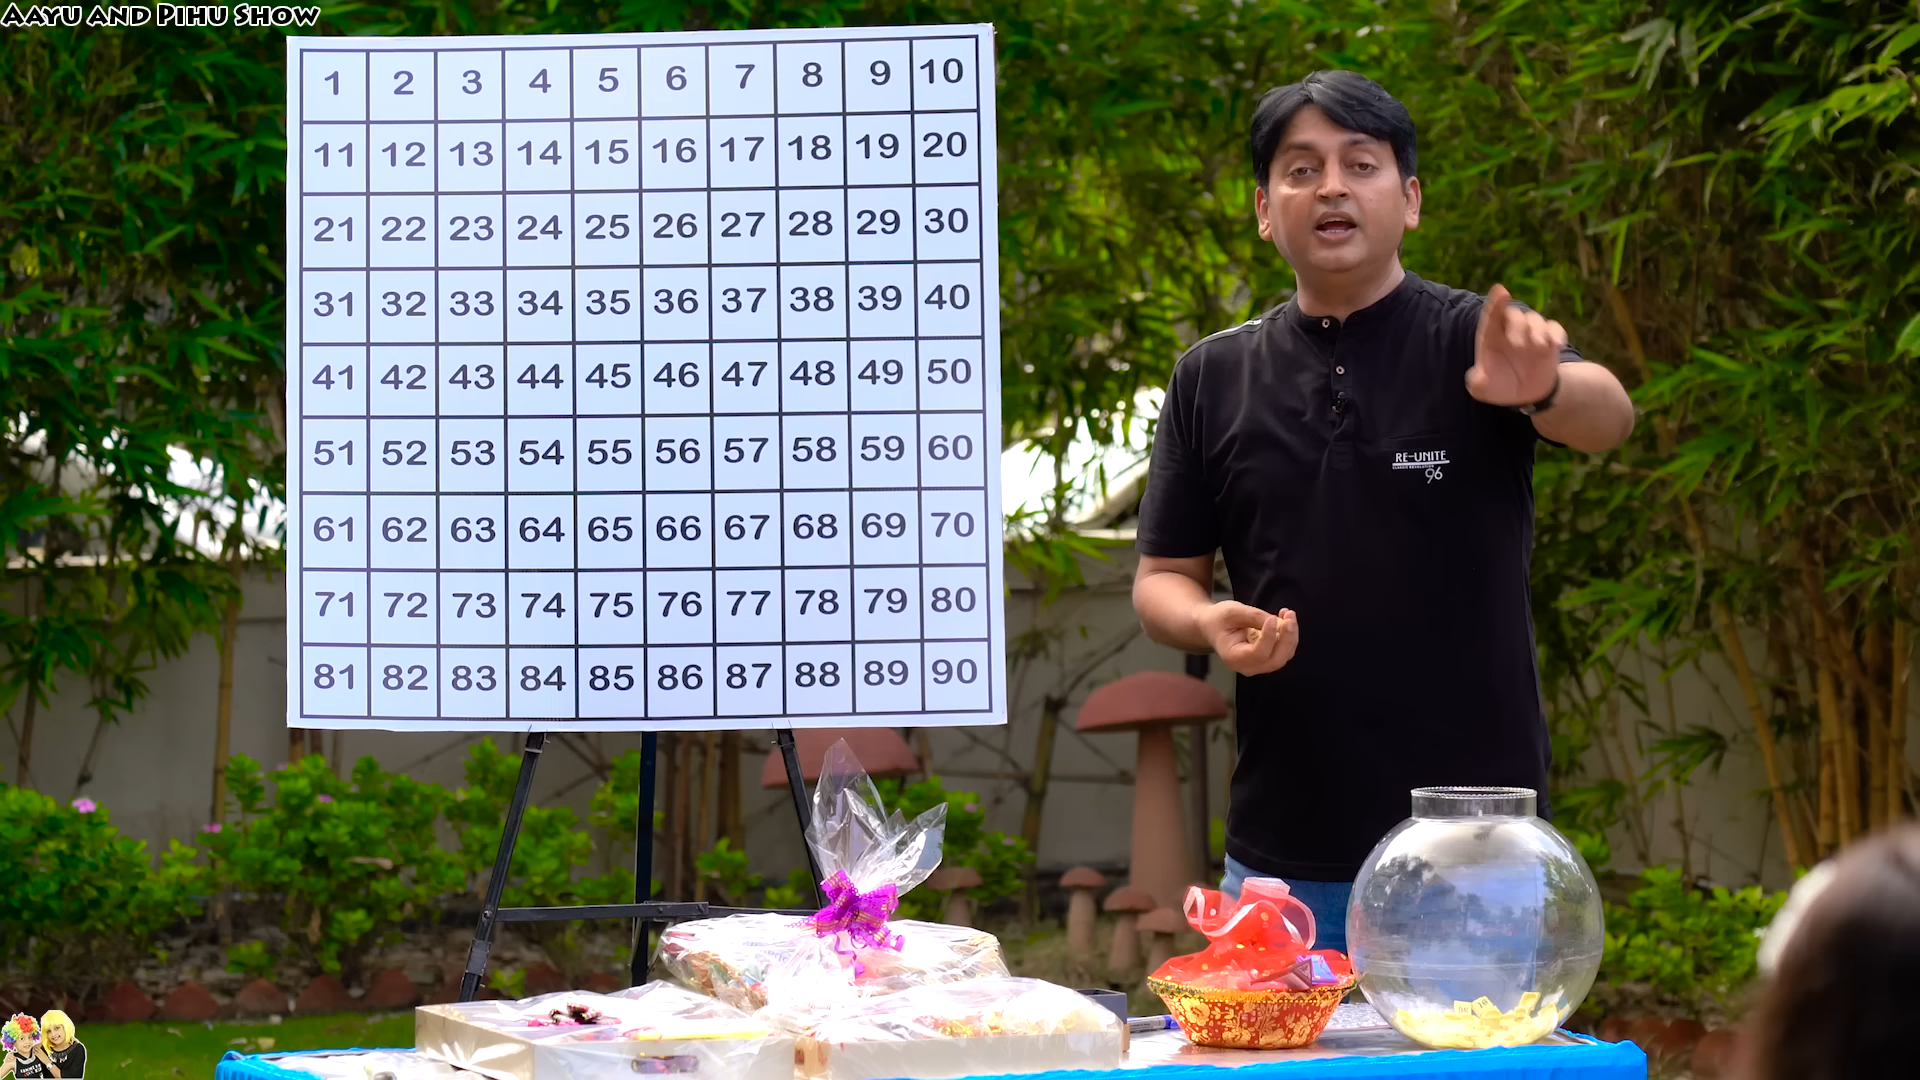 AAYU AND PIHU SHOW
1 2 3 4 5 6 7 8 9 10
11 12 13 14 15 16 17 18 19 20
21 22 23 24 25 26 27 28 29 30
31 32 33 34 35 36 37 38 39 40
41 42 43 44 45 46 47 48 49 50
51 52 53 54 55 56 57 58 59 60
61 62 63 64 65 66 67 68 69 70
71 72 73 74 75 76 77 78 79 80
81 82 83 84 85 86 87 88 89 90
RE-UNITE
96